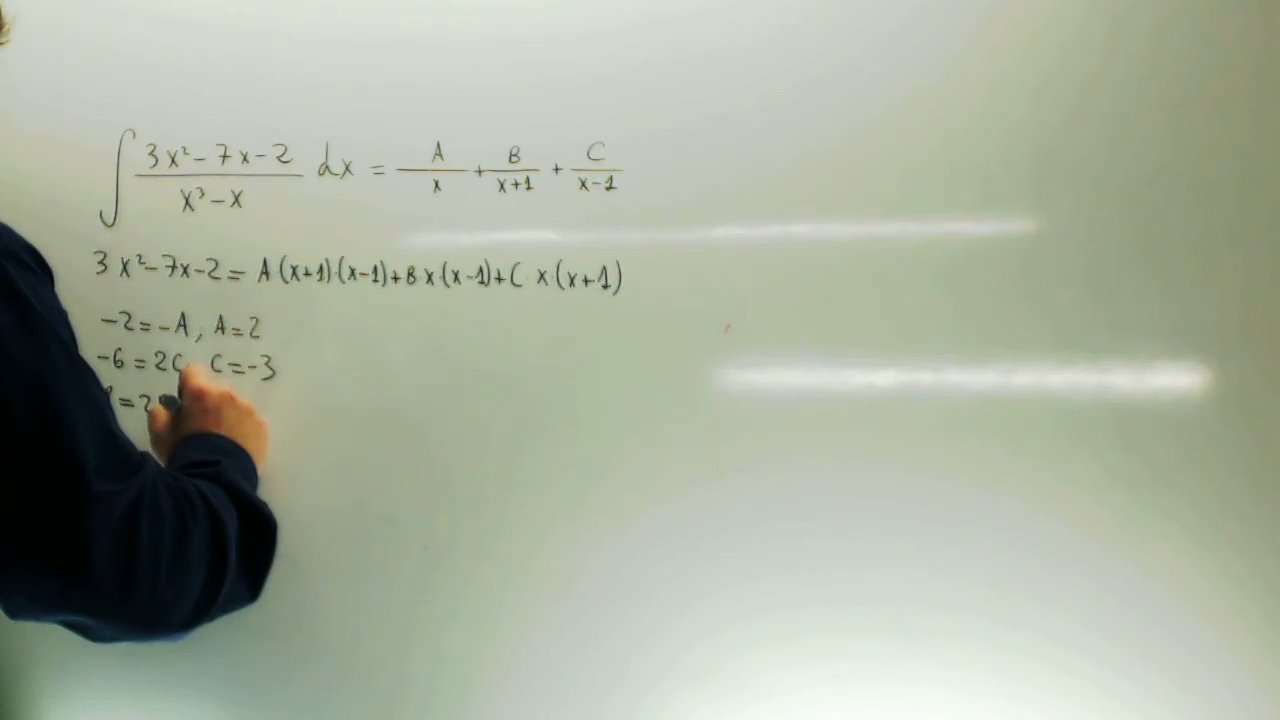 ∫ (3x²-7x-2)/(x³-x) dx = A/x + B/(x+1) + C/(x-1)
3x²-7x-2 = A(x+1)·(x-1)+B·x·(x-1)+C x·(x+1)
-2=-A, A=2
-6=2C, C=-3
=2